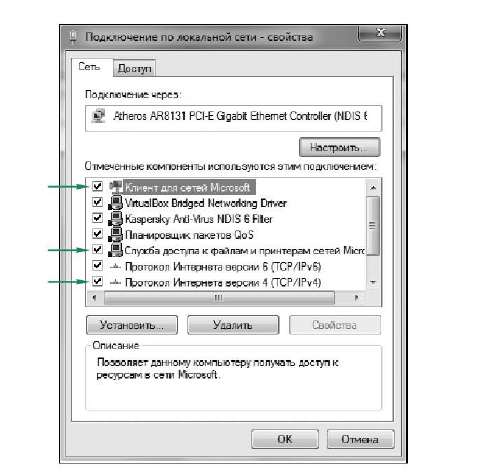 Подключение по локальной сети - свойства
Сеть
Доступ
Подключение через:
Atheros AR8131 PCI-E Gigabit Ethernet Controller (NDIS 6
Настроить...
Отмеченные компоненты используются этим подключением:
Клиент для сетей Microsoft
VirtualBox Bridged Networking Driver
Kaspersky Anti-Virus NDIS 6 Filter
Планировщик пакетов QoS
Служба доступа к файлам и принтерам сетей Micro
Протокол Интернета версии 6 (TCP/IPv6)
Протокол Интернета версии 4 (TCP/IPv4)
Установить...
Удалить
Свойства
Описание
Позволяет данному компьютеру получать доступ к
ресурсам в сети Microsoft.
OK
Отмена